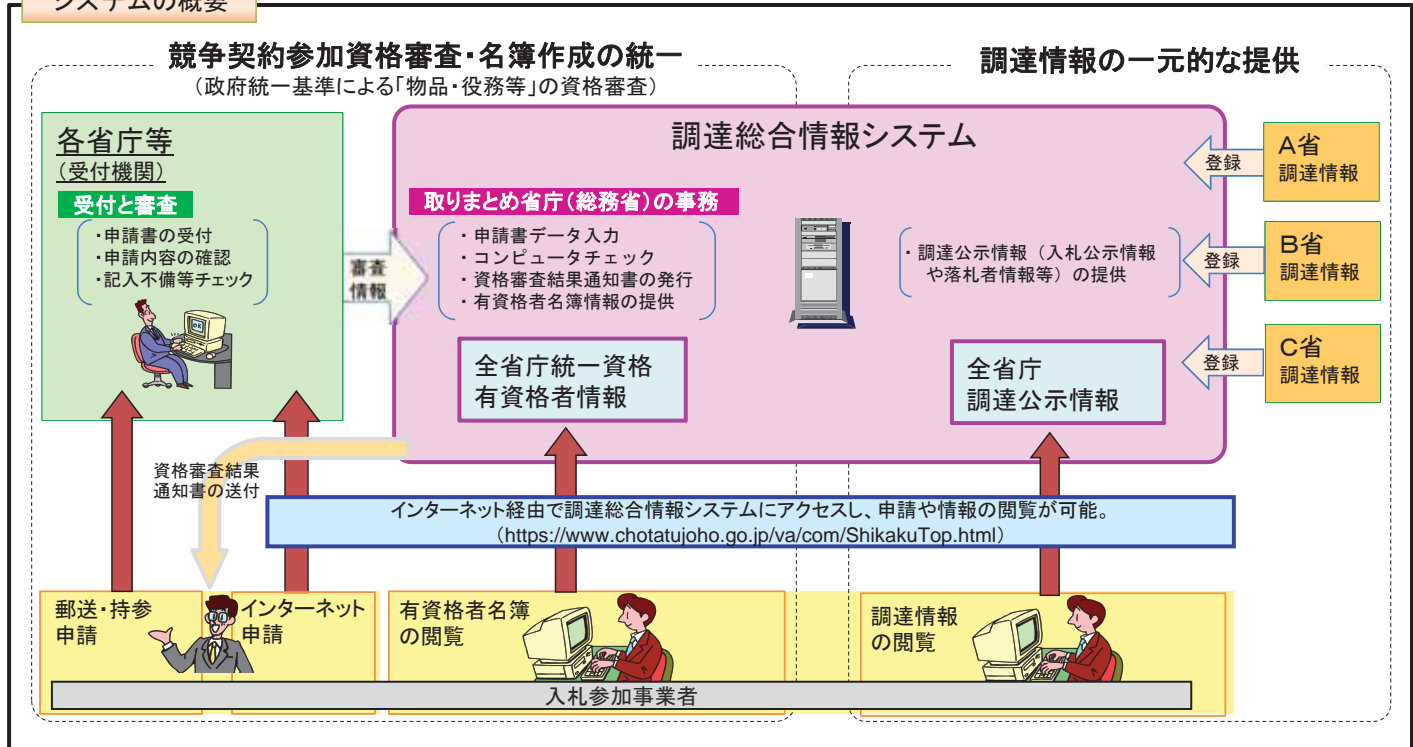 システムの概要
競争契約参加資格審査・名簿作成の統一
(政府統一基準による「物品・役務等」の資格審査)
調達情報の一元的な提供
各省庁等
(受付機関)
受付と審査
・申請書の受付
・申請内容の確認
・記入不備等チェック
審査
情報
調達総合情報システム
取りまとめ省庁(総務省)の事務
・申請書データ入力
・コンピュータチェック
・資格審査結果通知書の発行
・有資格者名簿情報の提供
・調達公示情報(入札公示情報
や落札者情報等)の提供
全省庁統一資格
有資格者情報
全省庁
調達公示情報
登録
A省
調達情報
登録
B省
調達情報
登録
C省
調達情報
資格審査結果
通知書の送付
インターネット経由で調達総合情報システムにアクセスし、申請や情報の閲覧が可能。
(https://www.chotatujoho.go.jp/va/com/ShikakuTop.html)
郵送・持参
申請
インターネット
申請
有資格者名簿
の閲覧
調達情報
の閲覧
入札参加事業者